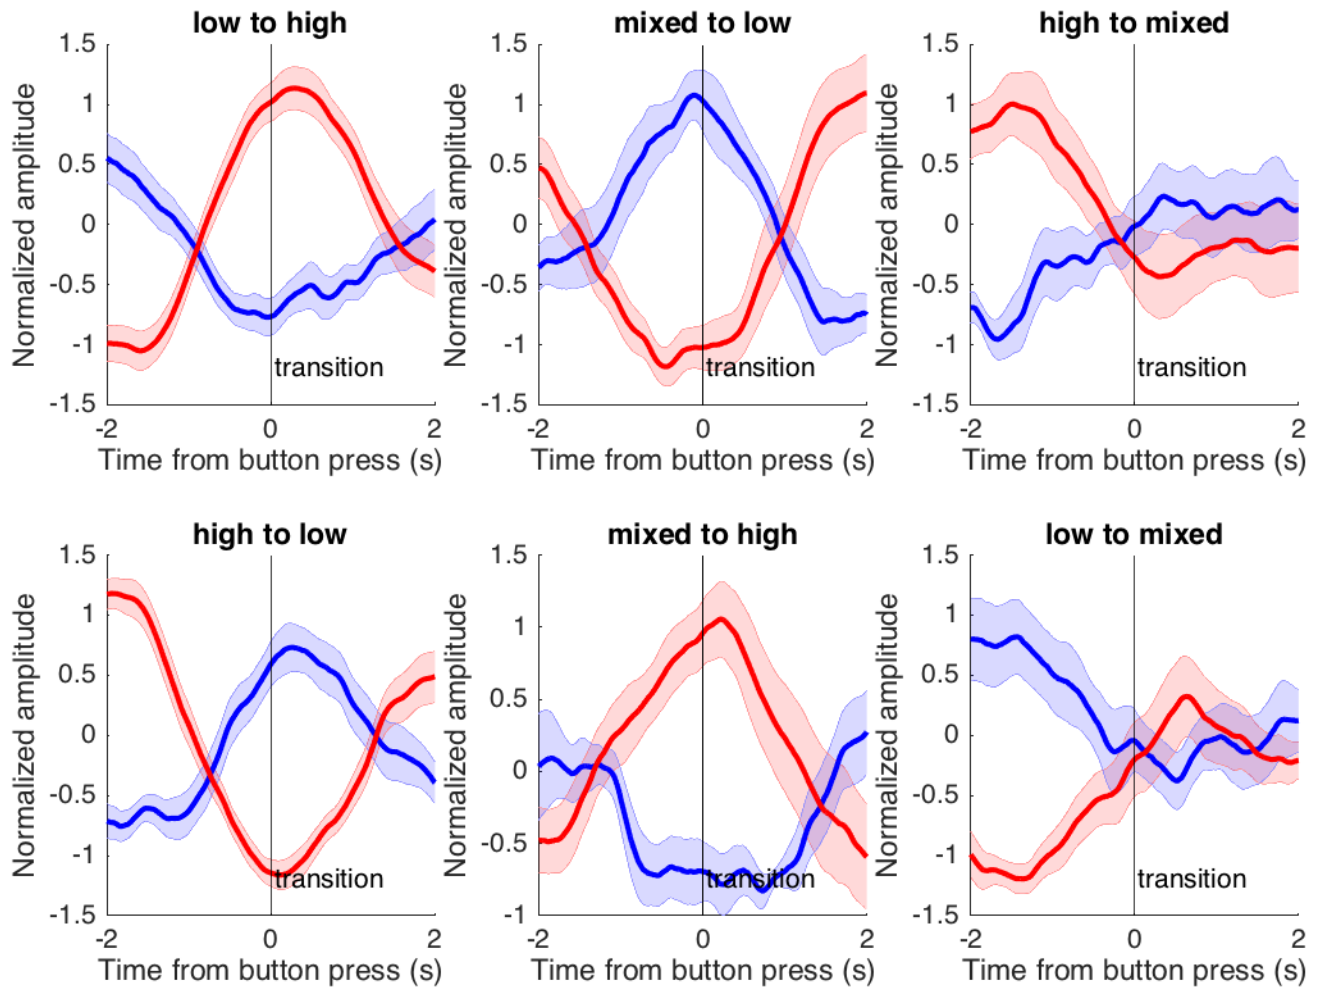 low to high
mixed to low
high to mixed
1.5
1
0.5
0
-0.5
-1
-1.5
Normalized amplitude
transition
-2
0
2
Time from button press (s)
1.5
1
0.5
0
-0.5
-1
-1.5
Normalized amplitude
transition
-2
0
2
Time from button press (s)
1.5
1
0.5
0
-0.5
-1
-1.5
Normalized amplitude
transition
-2
0
2
Time from button press (s)
high to low
mixed to high
low to mixed
1.5
1
0.5
0
-0.5
-1
-1.5
Normalized amplitude
transition
-2
0
2
Time from button press (s)
1.5
1
0.5
0
-0.5
-1
Normalized amplitude
transition
-2
0
2
Time from button press (s)
1.5
1
0.5
0
-0.5
-1
-1.5
Normalized amplitude
transition
-2
0
2
Time from button press (s)